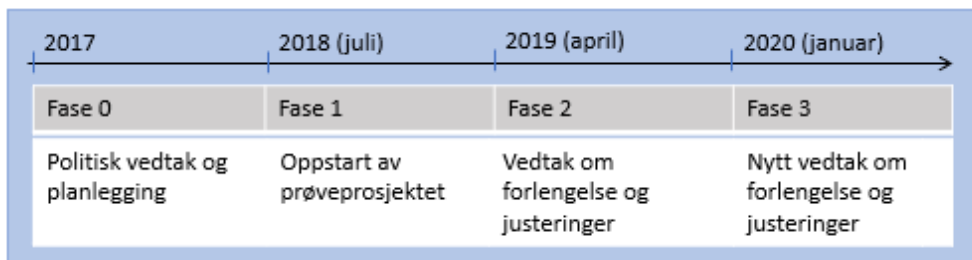 2017 2018 (juli) 2019 (april) 2020 (januar)
Fase 0 Fase 1 Fase 2 Fase 3
Politisk vedtak og
planlegging
Oppstart av
prøveprosjektet
Vedtak om
forlengelse og
justeringer
Nytt vedtak om
forlengelse og
justeringer